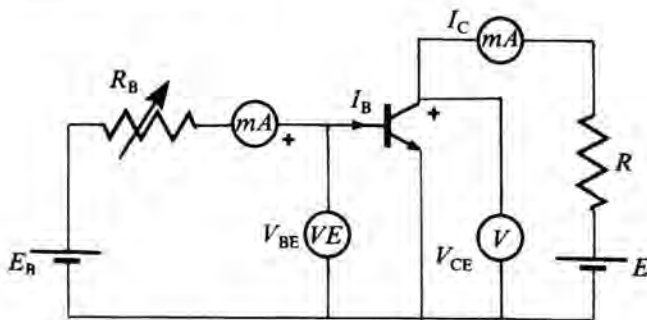 I_C mA
R_B
I_B
mA
+
+
R
V_BE VE
V_CE V
E_B
E